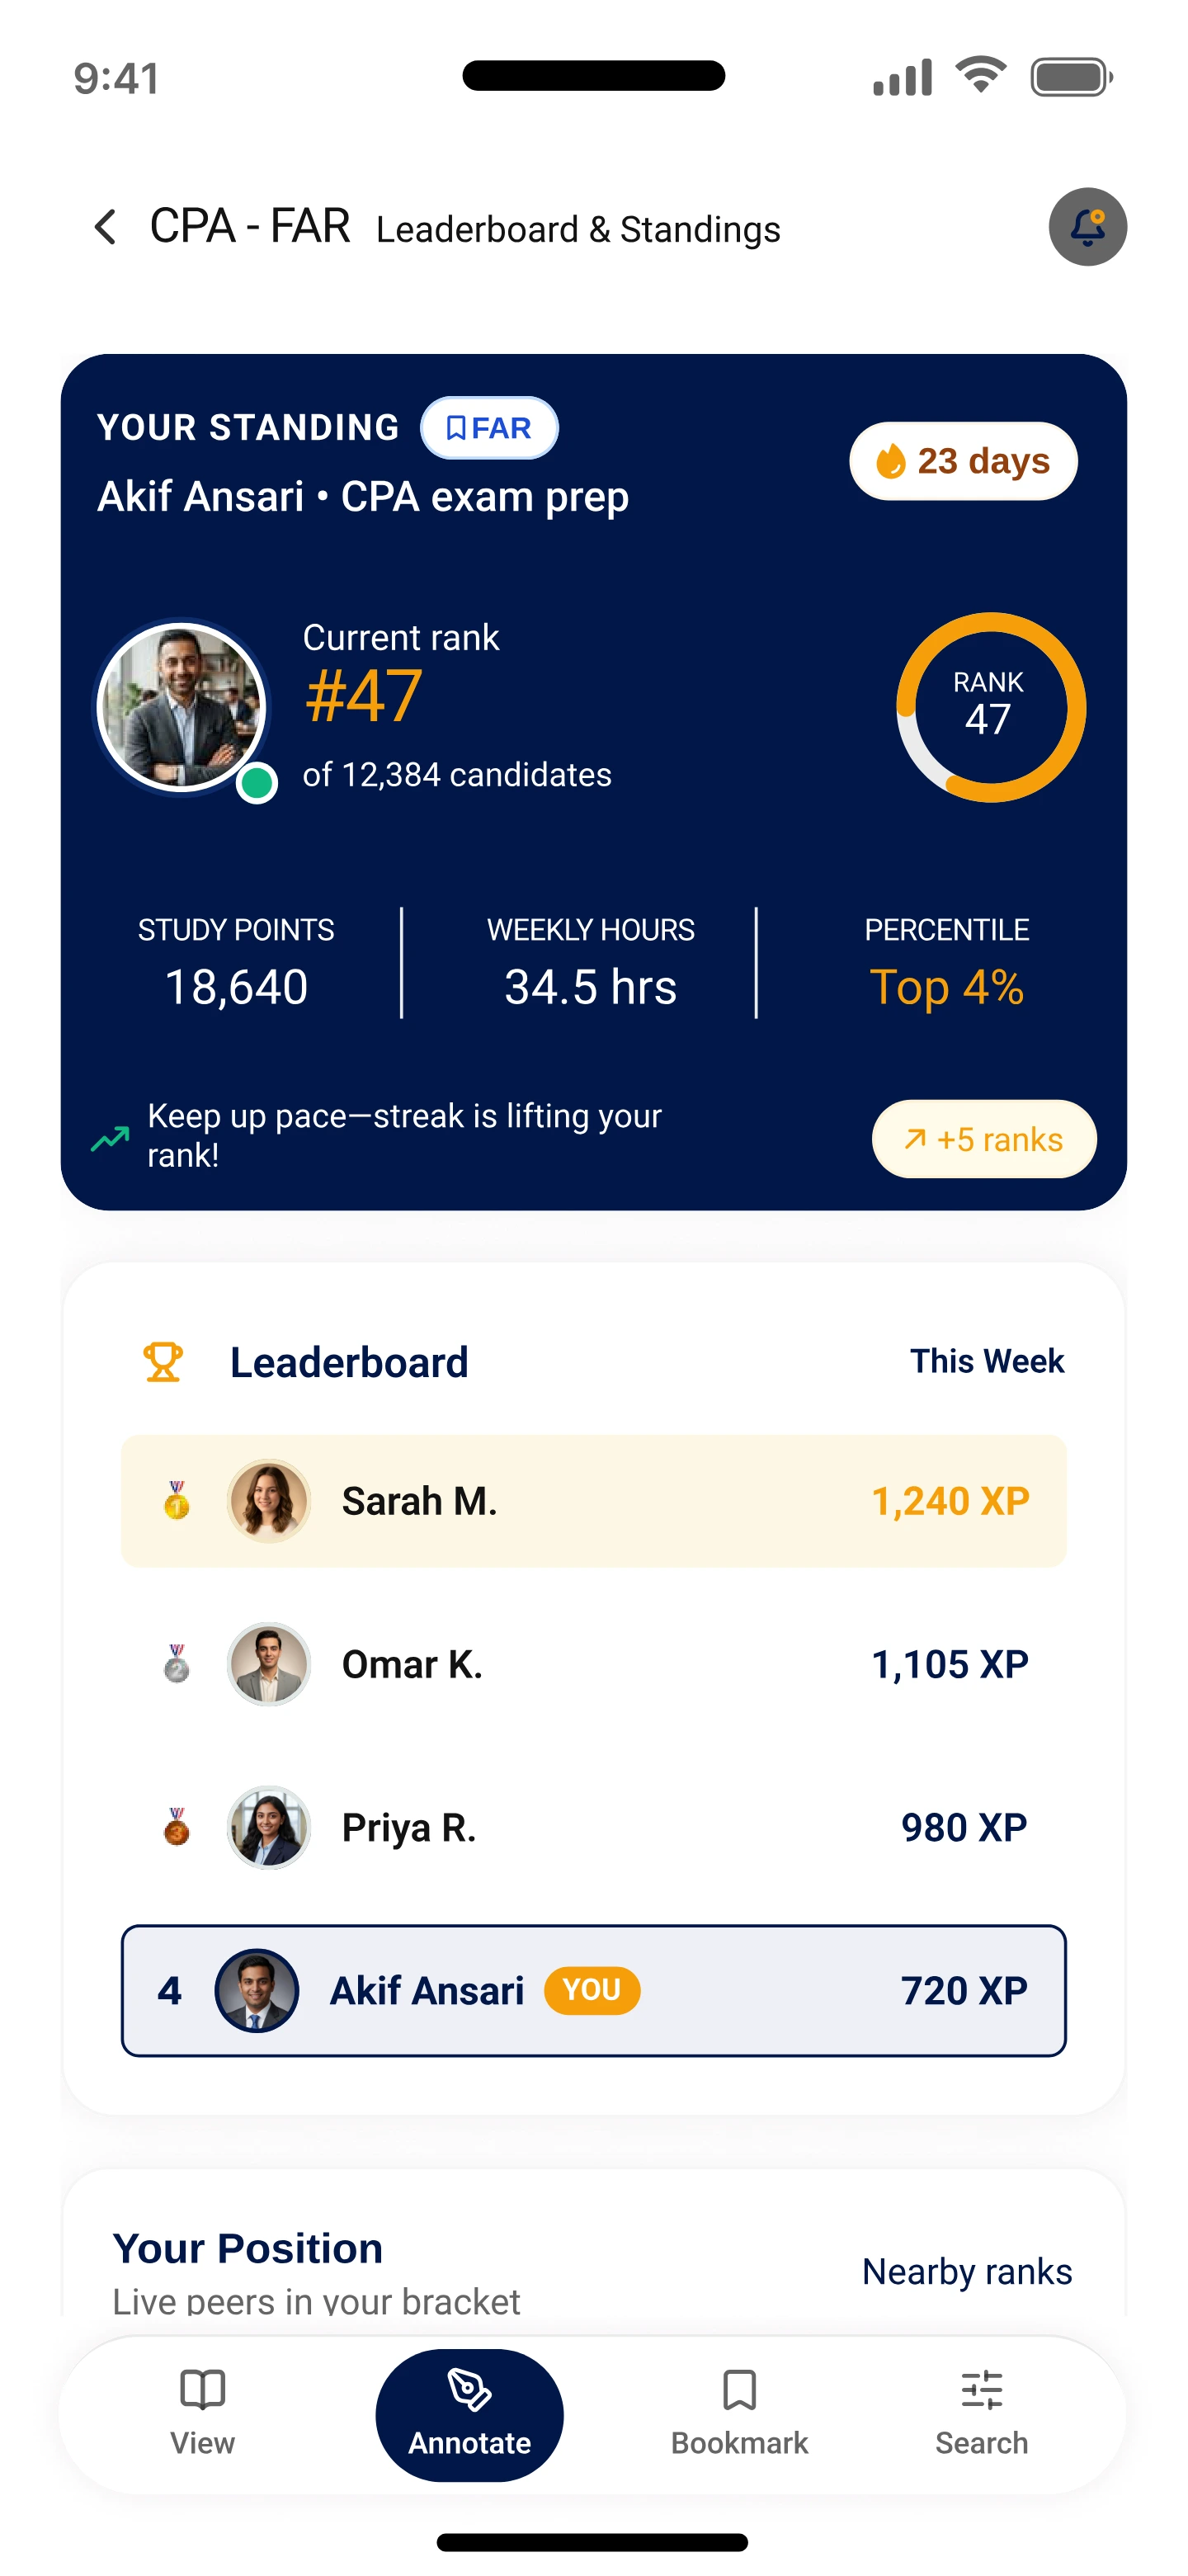 9:41
CPA - FAR Leaderboard & Standings
YOUR STANDING FAR
Akif Ansari • CPA exam prep
23 days
Current rank
#47
of 12,384 candidates
RANK
47
STUDY POINTS
18,640
WEEKLY HOURS
34.5 hrs
PERCENTILE
Top 4%
Keep up pace—streak is lifting your
rank!
+5 ranks
Leaderboard
This Week
1 Sarah M. 1,240 XP
2 Omar K. 1,105 XP
3 Priya R. 980 XP
4 Akif Ansari YOU 720 XP
Your Position
Live peers in your bracket
Nearby ranks
View
Annotate
Bookmark
Search